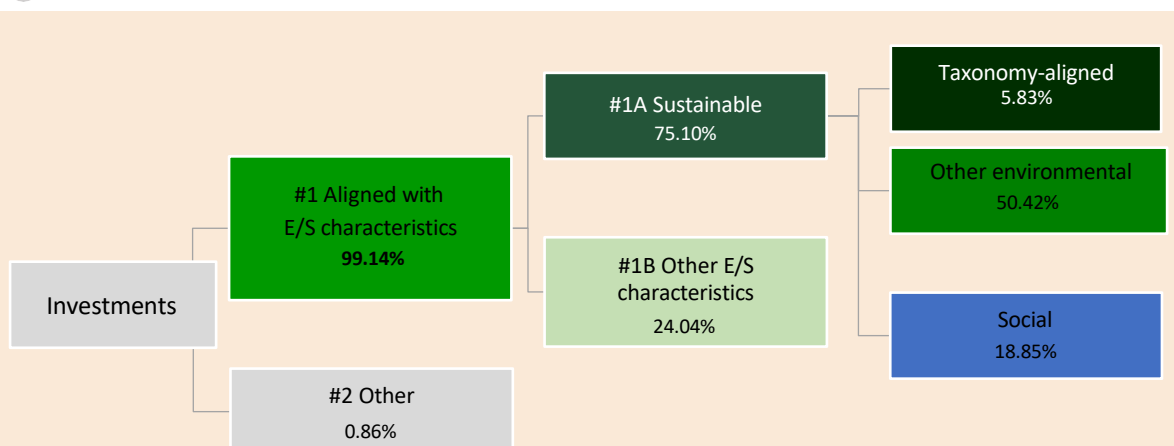 Investments
#1 Aligned with
E/S characteristics
99.14%
#2 Other
0.86%
#1A Sustainable
75.10%
#1B Other E/S
characteristics
24.04%
Taxonomy-aligned
5.83%
Other environmental
50.42%
Social
18.85%